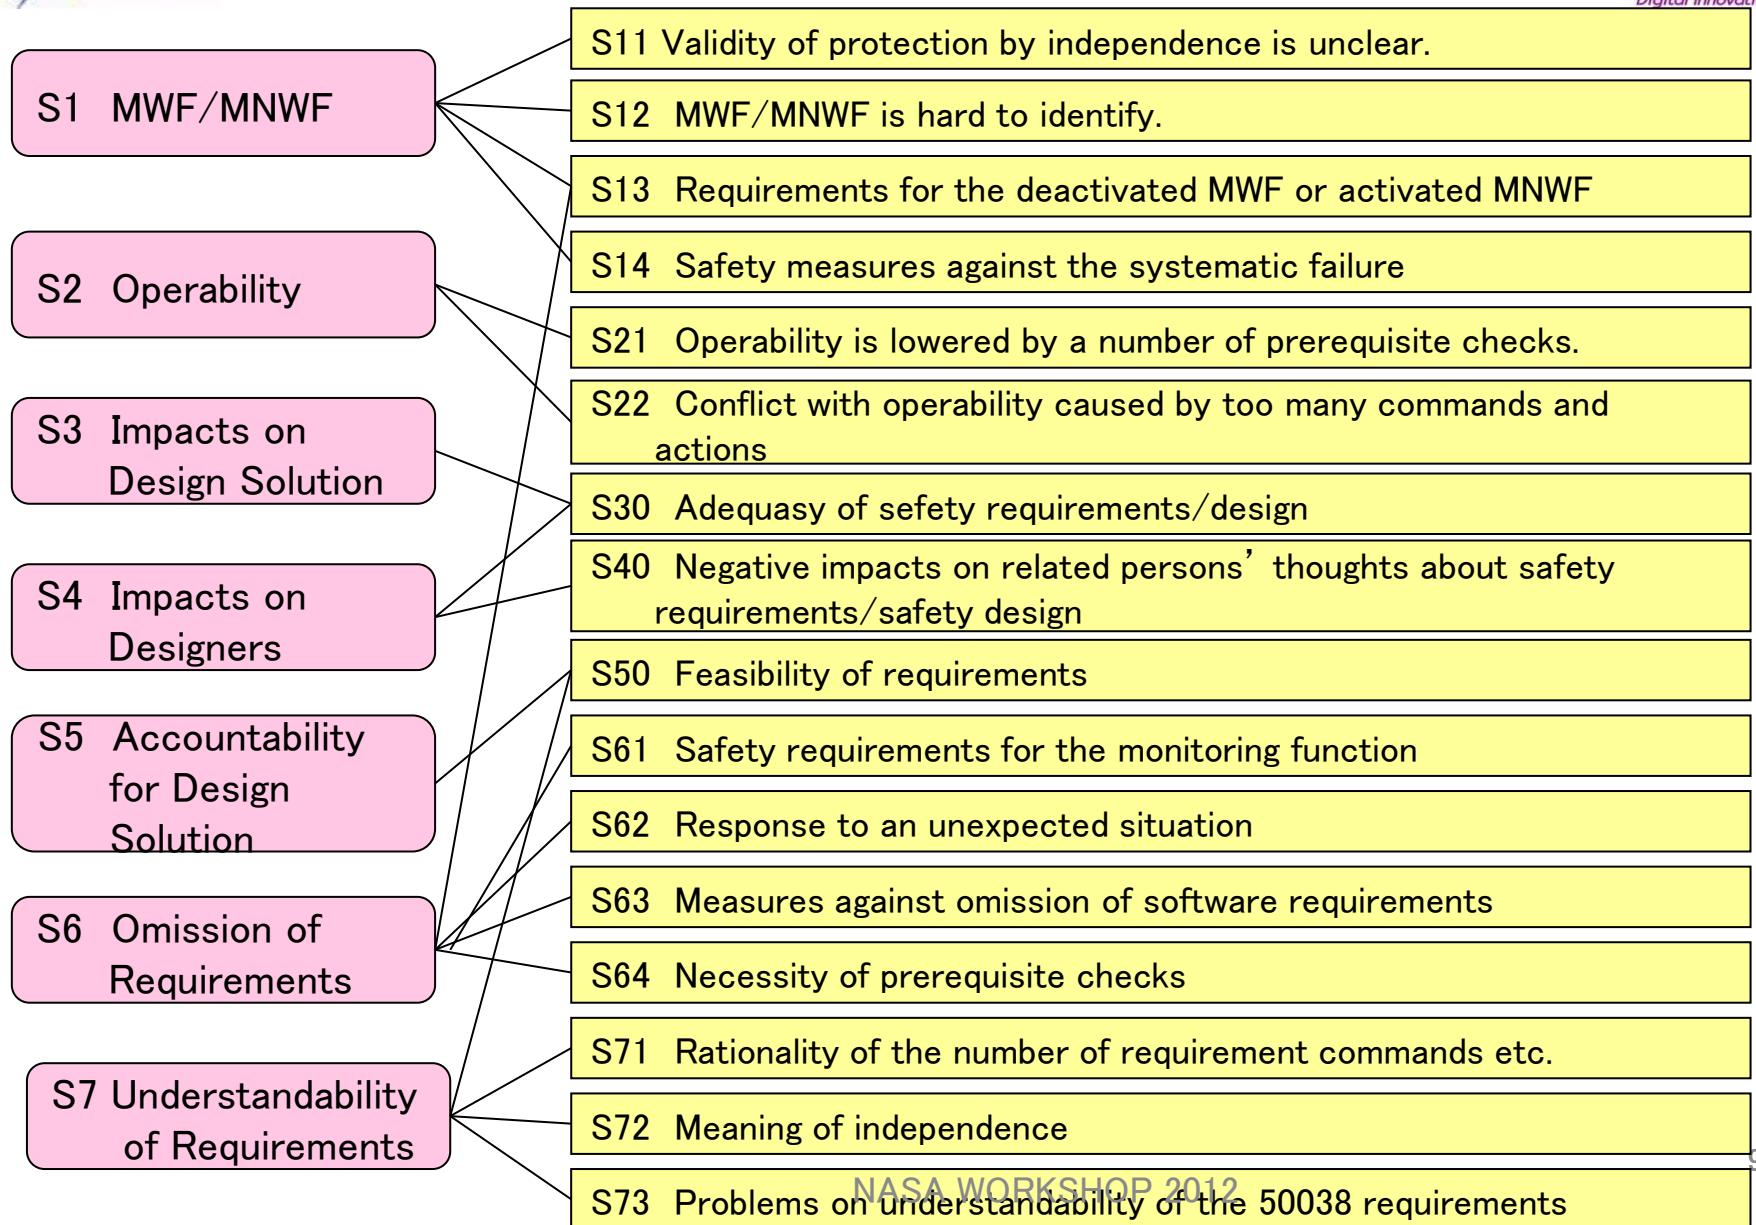 Digital Innovati
S1 MWF/MNWF
S2 Operability
S3 Impacts on
Design Solution
S4 Impacts on
Designers
S5 Accountability
for Design
Solution
S6 Omission of
Requirements
S7 Understandability
of Requirements
S11 Validity of protection by independence is unclear.
S12 MWF/MNWF is hard to identify.
S13 Requirements for the deactivated MWF or activated MNWF
S14 Safety measures against the systematic failure
S21 Operability is lowered by a number of prerequisite checks.
S22 Conflict with operability caused by too many commands and
actions
S30 Adequasy of sefety requirements/design
S40 Negative impacts on related persons’ thoughts about safety
requirements/safety design
S50 Feasibility of requirements
S61 Safety requirements for the monitoring function
S62 Response to an unexpected situation
S63 Measures against omission of software requirements
S64 Necessity of prerequisite checks
S71 Rationality of the number of requirement commands etc.
S72 Meaning of independence
S73 Problems on understandability of the 50038 requirements
NASA WORKSHOP 2012